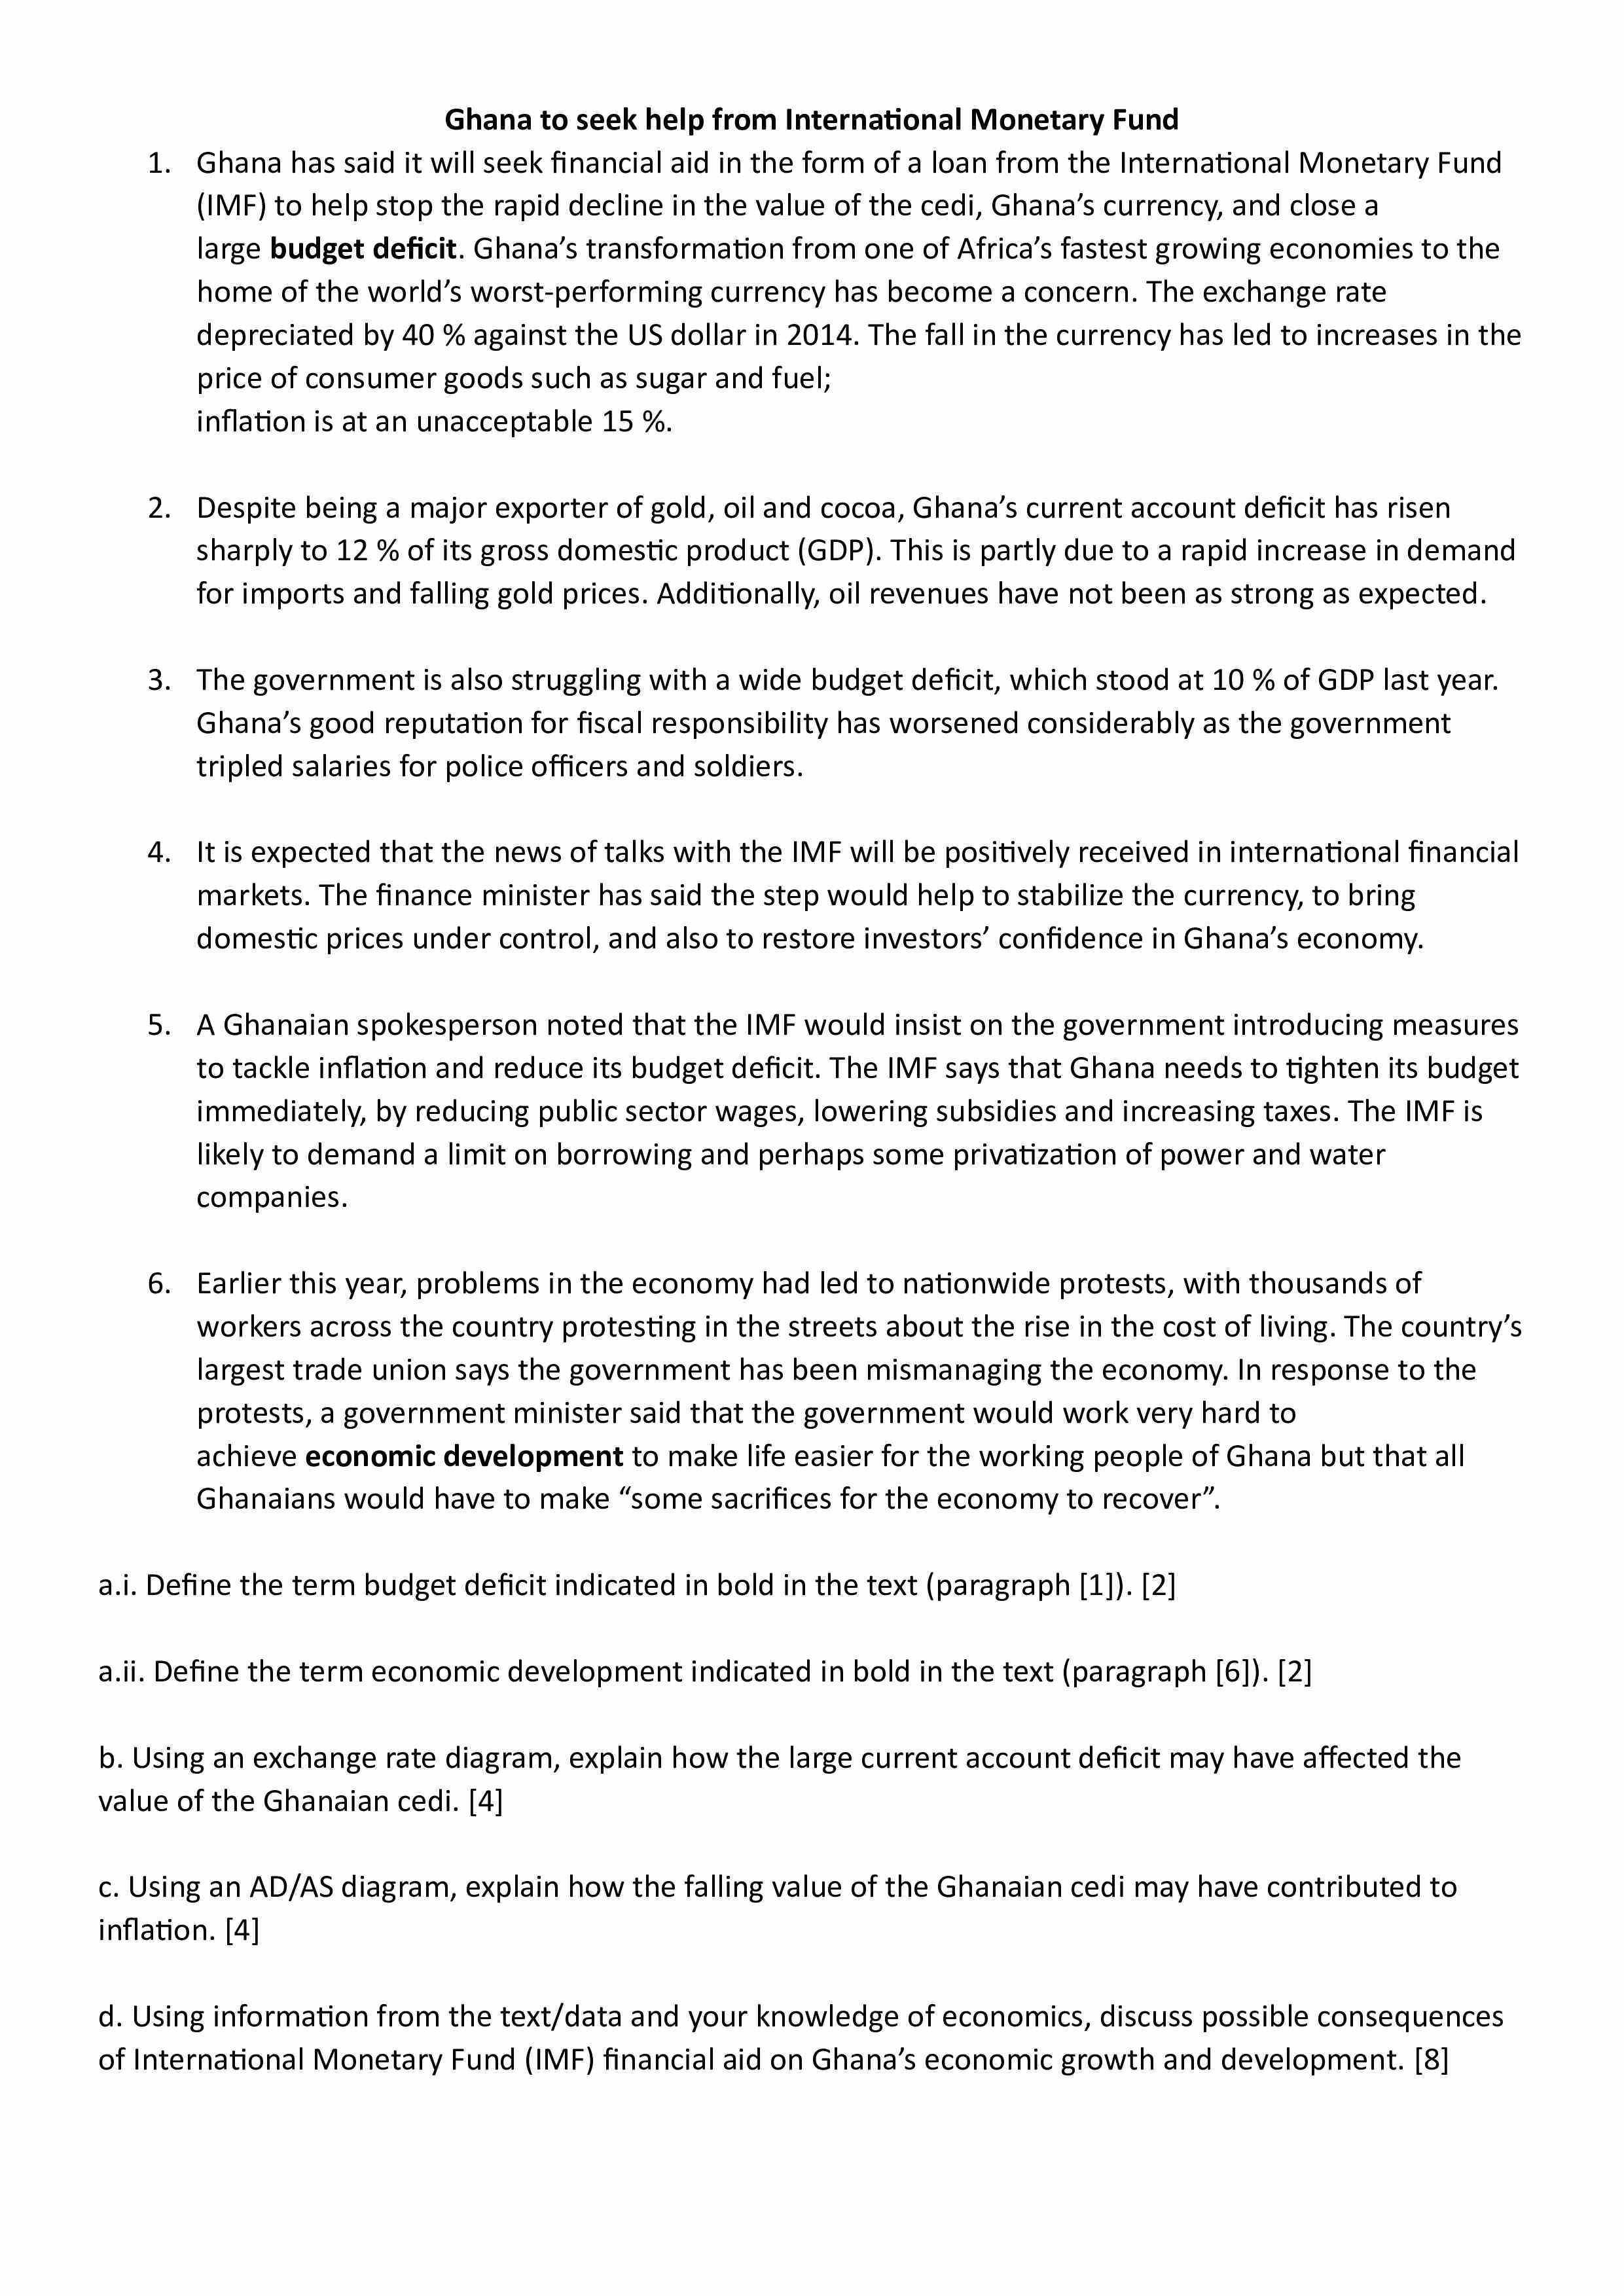 Ghana to seek help from International Monetary Fund
1. Ghana has said it will seek financial aid in the form of a loan from the International Monetary Fund
(IMF) to help stop the rapid decline in the value of the cedi, Ghana’s currency, and close a
large budget deficit. Ghana’s transformation from one of Africa’s fastest growing economies to the
home of the world’s worst-performing currency has become a concern. The exchange rate
depreciated by 40 % against the US dollar in 2014. The fall in the currency has led to increases in the
price of consumer goods such as sugar and fuel;
inflation is at an unacceptable 15 %.
2. Despite being a major exporter of gold, oil and cocoa, Ghana’s current account deficit has risen
sharply to 12 % of its gross domestic product (GDP). This is partly due to a rapid increase in demand
for imports and falling gold prices. Additionally, oil revenues have not been as strong as expected.
3. The government is also struggling with a wide budget deficit, which stood at 10 % of GDP last year.
Ghana’s good reputation for fiscal responsibility has worsened considerably as the government
tripled salaries for police officers and soldiers.
4. It is expected that the news of talks with the IMF will be positively received in international financial
markets. The finance minister has said the step would help to stabilize the currency, to bring
domestic prices under control, and also to restore investors’ confidence in Ghana’s economy.
5. A Ghanaian spokesperson noted that the IMF would insist on the government introducing measures
to tackle inflation and reduce its budget deficit. The IMF says that Ghana needs to tighten its budget
immediately, by reducing public sector wages, lowering subsidies and increasing taxes. The IMF is
likely to demand a limit on borrowing and perhaps some privatization of power and water
companies.
6. Earlier this year, problems in the economy had led to nationwide protests, with thousands of
workers across the country protesting in the streets about the rise in the cost of living. The country’s
largest trade union says the government has been mismanaging the economy. In response to the
protests, a government minister said that the government would work very hard to
achieve economic development to make life easier for the working people of Ghana but that all
Ghanaians would have to make “some sacrifices for the economy to recover”.
a.i. Define the term budget deficit indicated in bold in the text (paragraph [1]). [2]
a.ii. Define the term economic development indicated in bold in the text (paragraph [6]). [2]
b. Using an exchange rate diagram, explain how the large current account deficit may have affected the
value of the Ghanaian cedi. [4]
c. Using an AD/AS diagram, explain how the falling value of the Ghanaian cedi may have contributed to
inflation. [4]
d. Using information from the text/data and your knowledge of economics, discuss possible consequences
of International Monetary Fund (IMF) financial aid on Ghana’s economic growth and development. [8]